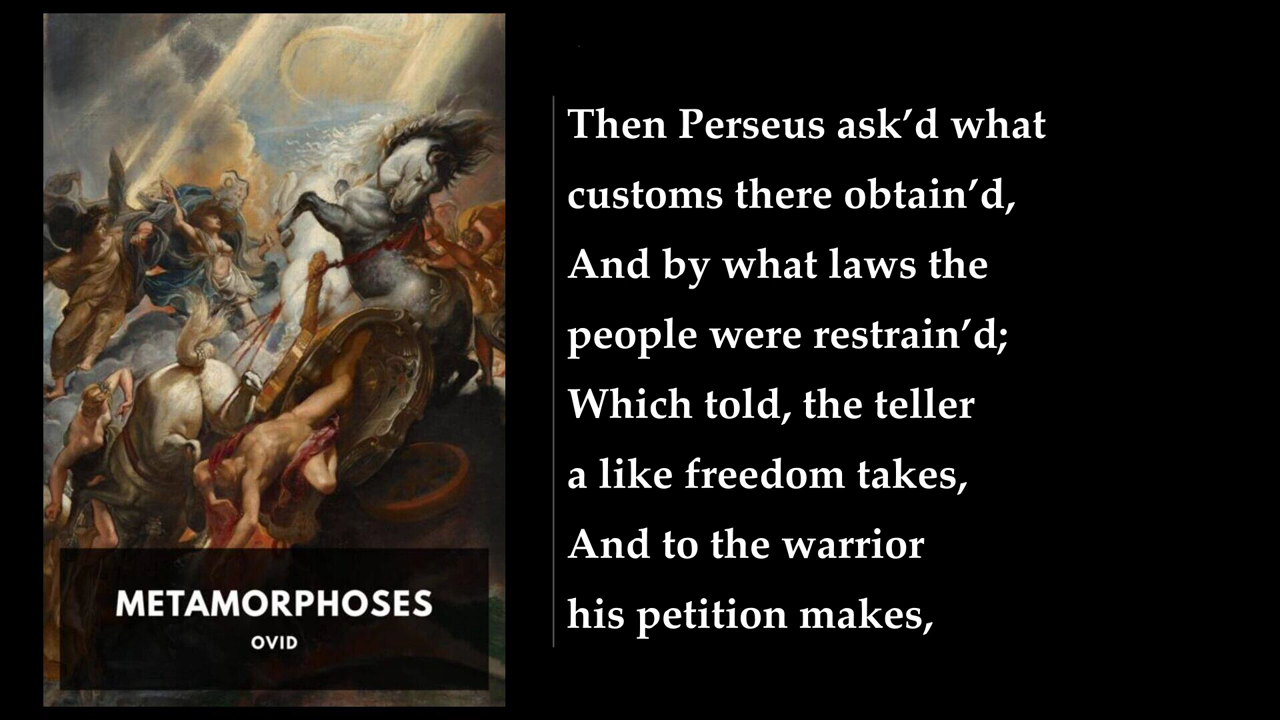 METAMORPHOSES
OVID
Then Perseus ask’d what
customs there obtain’d,
And by what laws the
people were restrain’d;
Which told, the teller
a like freedom takes,
And to the warrior
his petition makes,